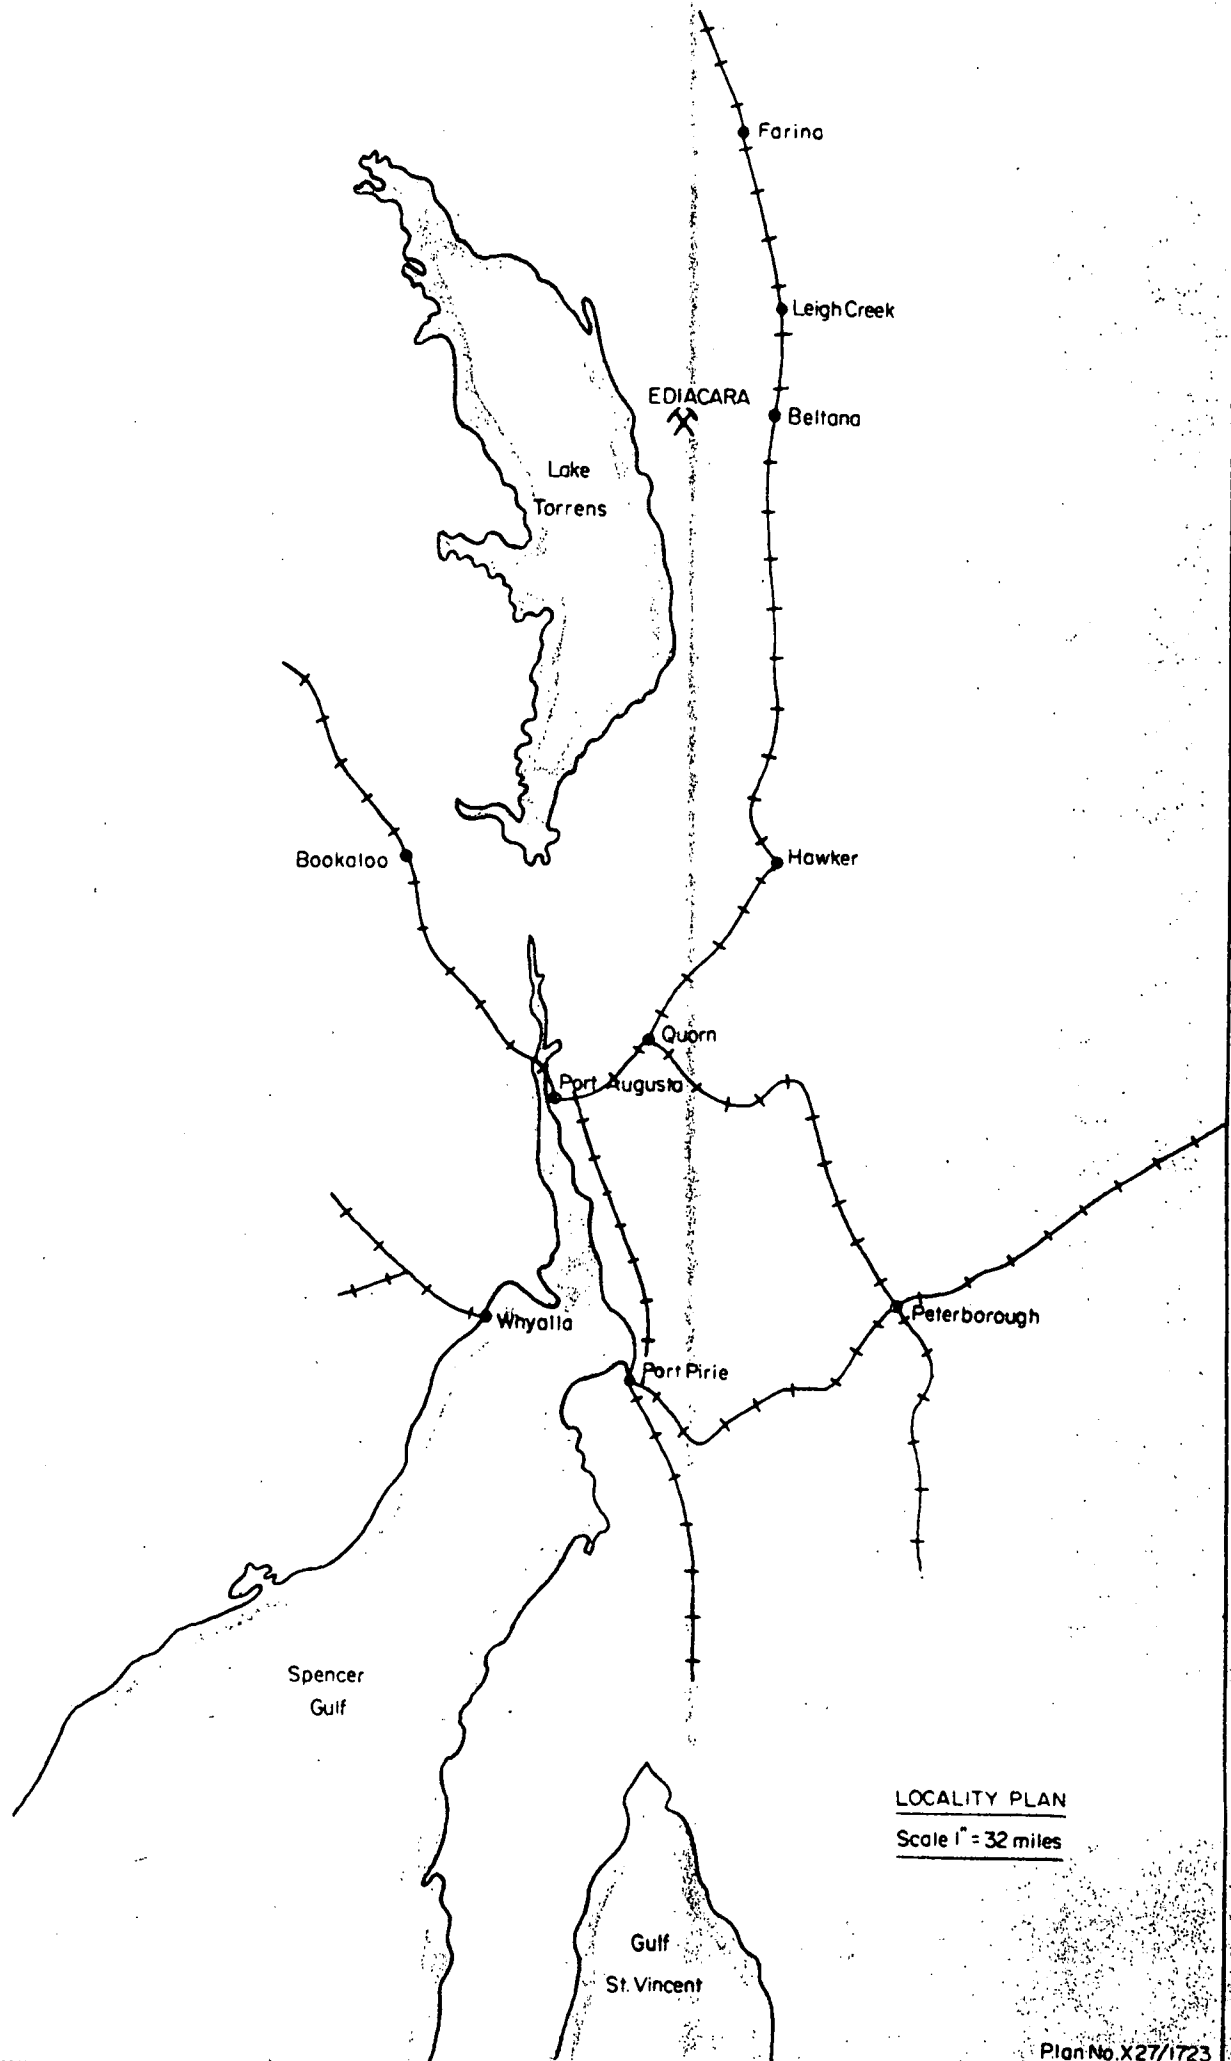 Farina
Leigh Creek
EDIACARA
Beltana
Lake
Torrens
Bookaloo
Hawker
Quorn
Port Augusta
Whyalla
Peterborough
Port Pirie
Spencer
Gulf
LOCALITY PLAN
Scale 1" = 32 miles
Gulf
St. Vincent
Plan No. X27/1723